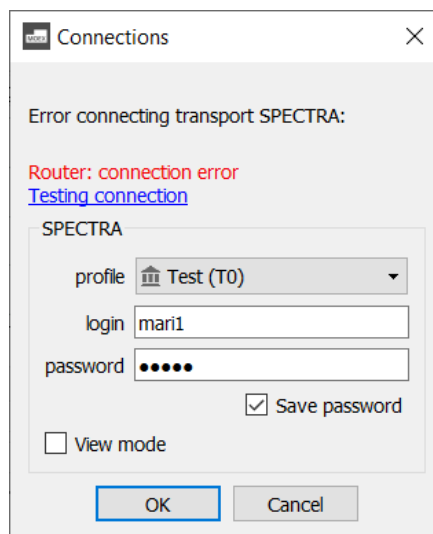 Connections
Error connecting transport SPECTRA:
Router: connection error
Testing connection
SPECTRA
profile Test (T0)
login mari1
password •••••
Save password
View mode
OK Cancel